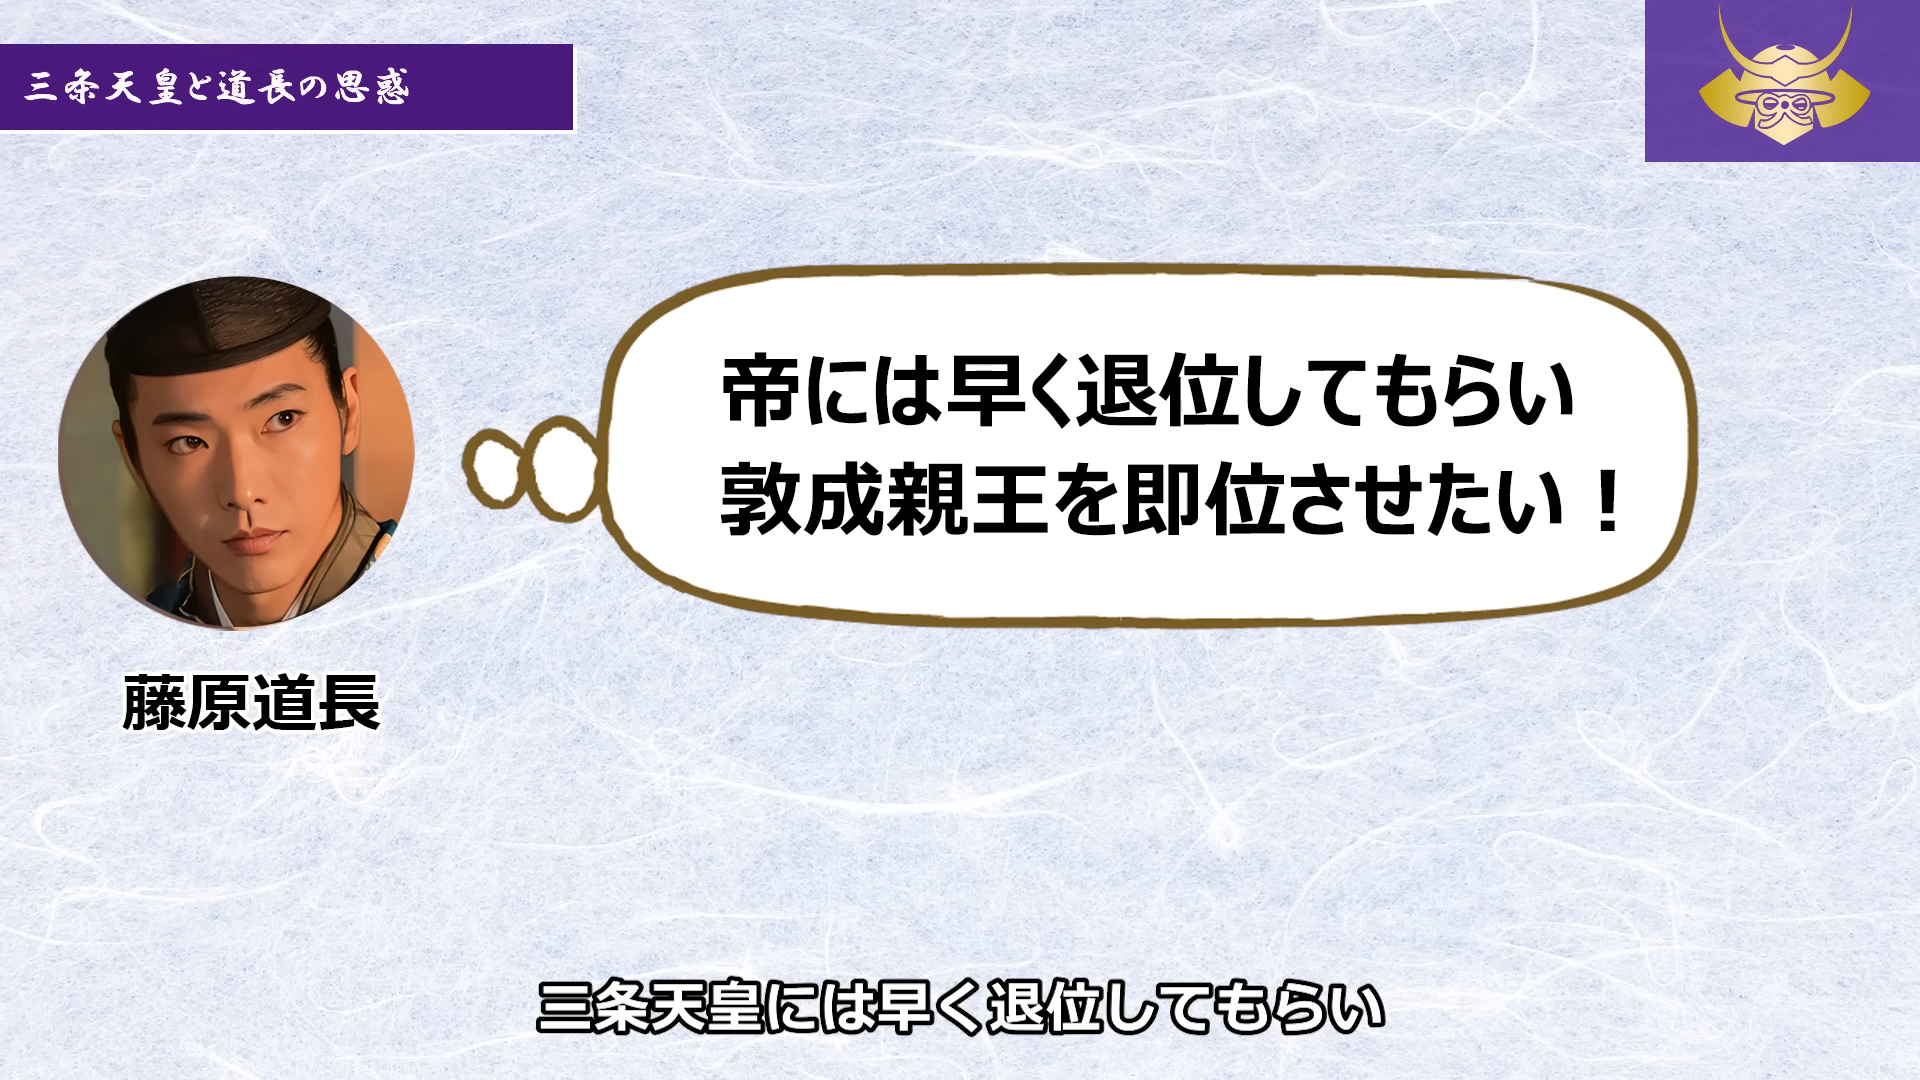 三条天皇と道長の思惑
帝には早く退位してもらい
敦成親王を即位させたい！
藤原道長
三条天皇には早く退位してもらい